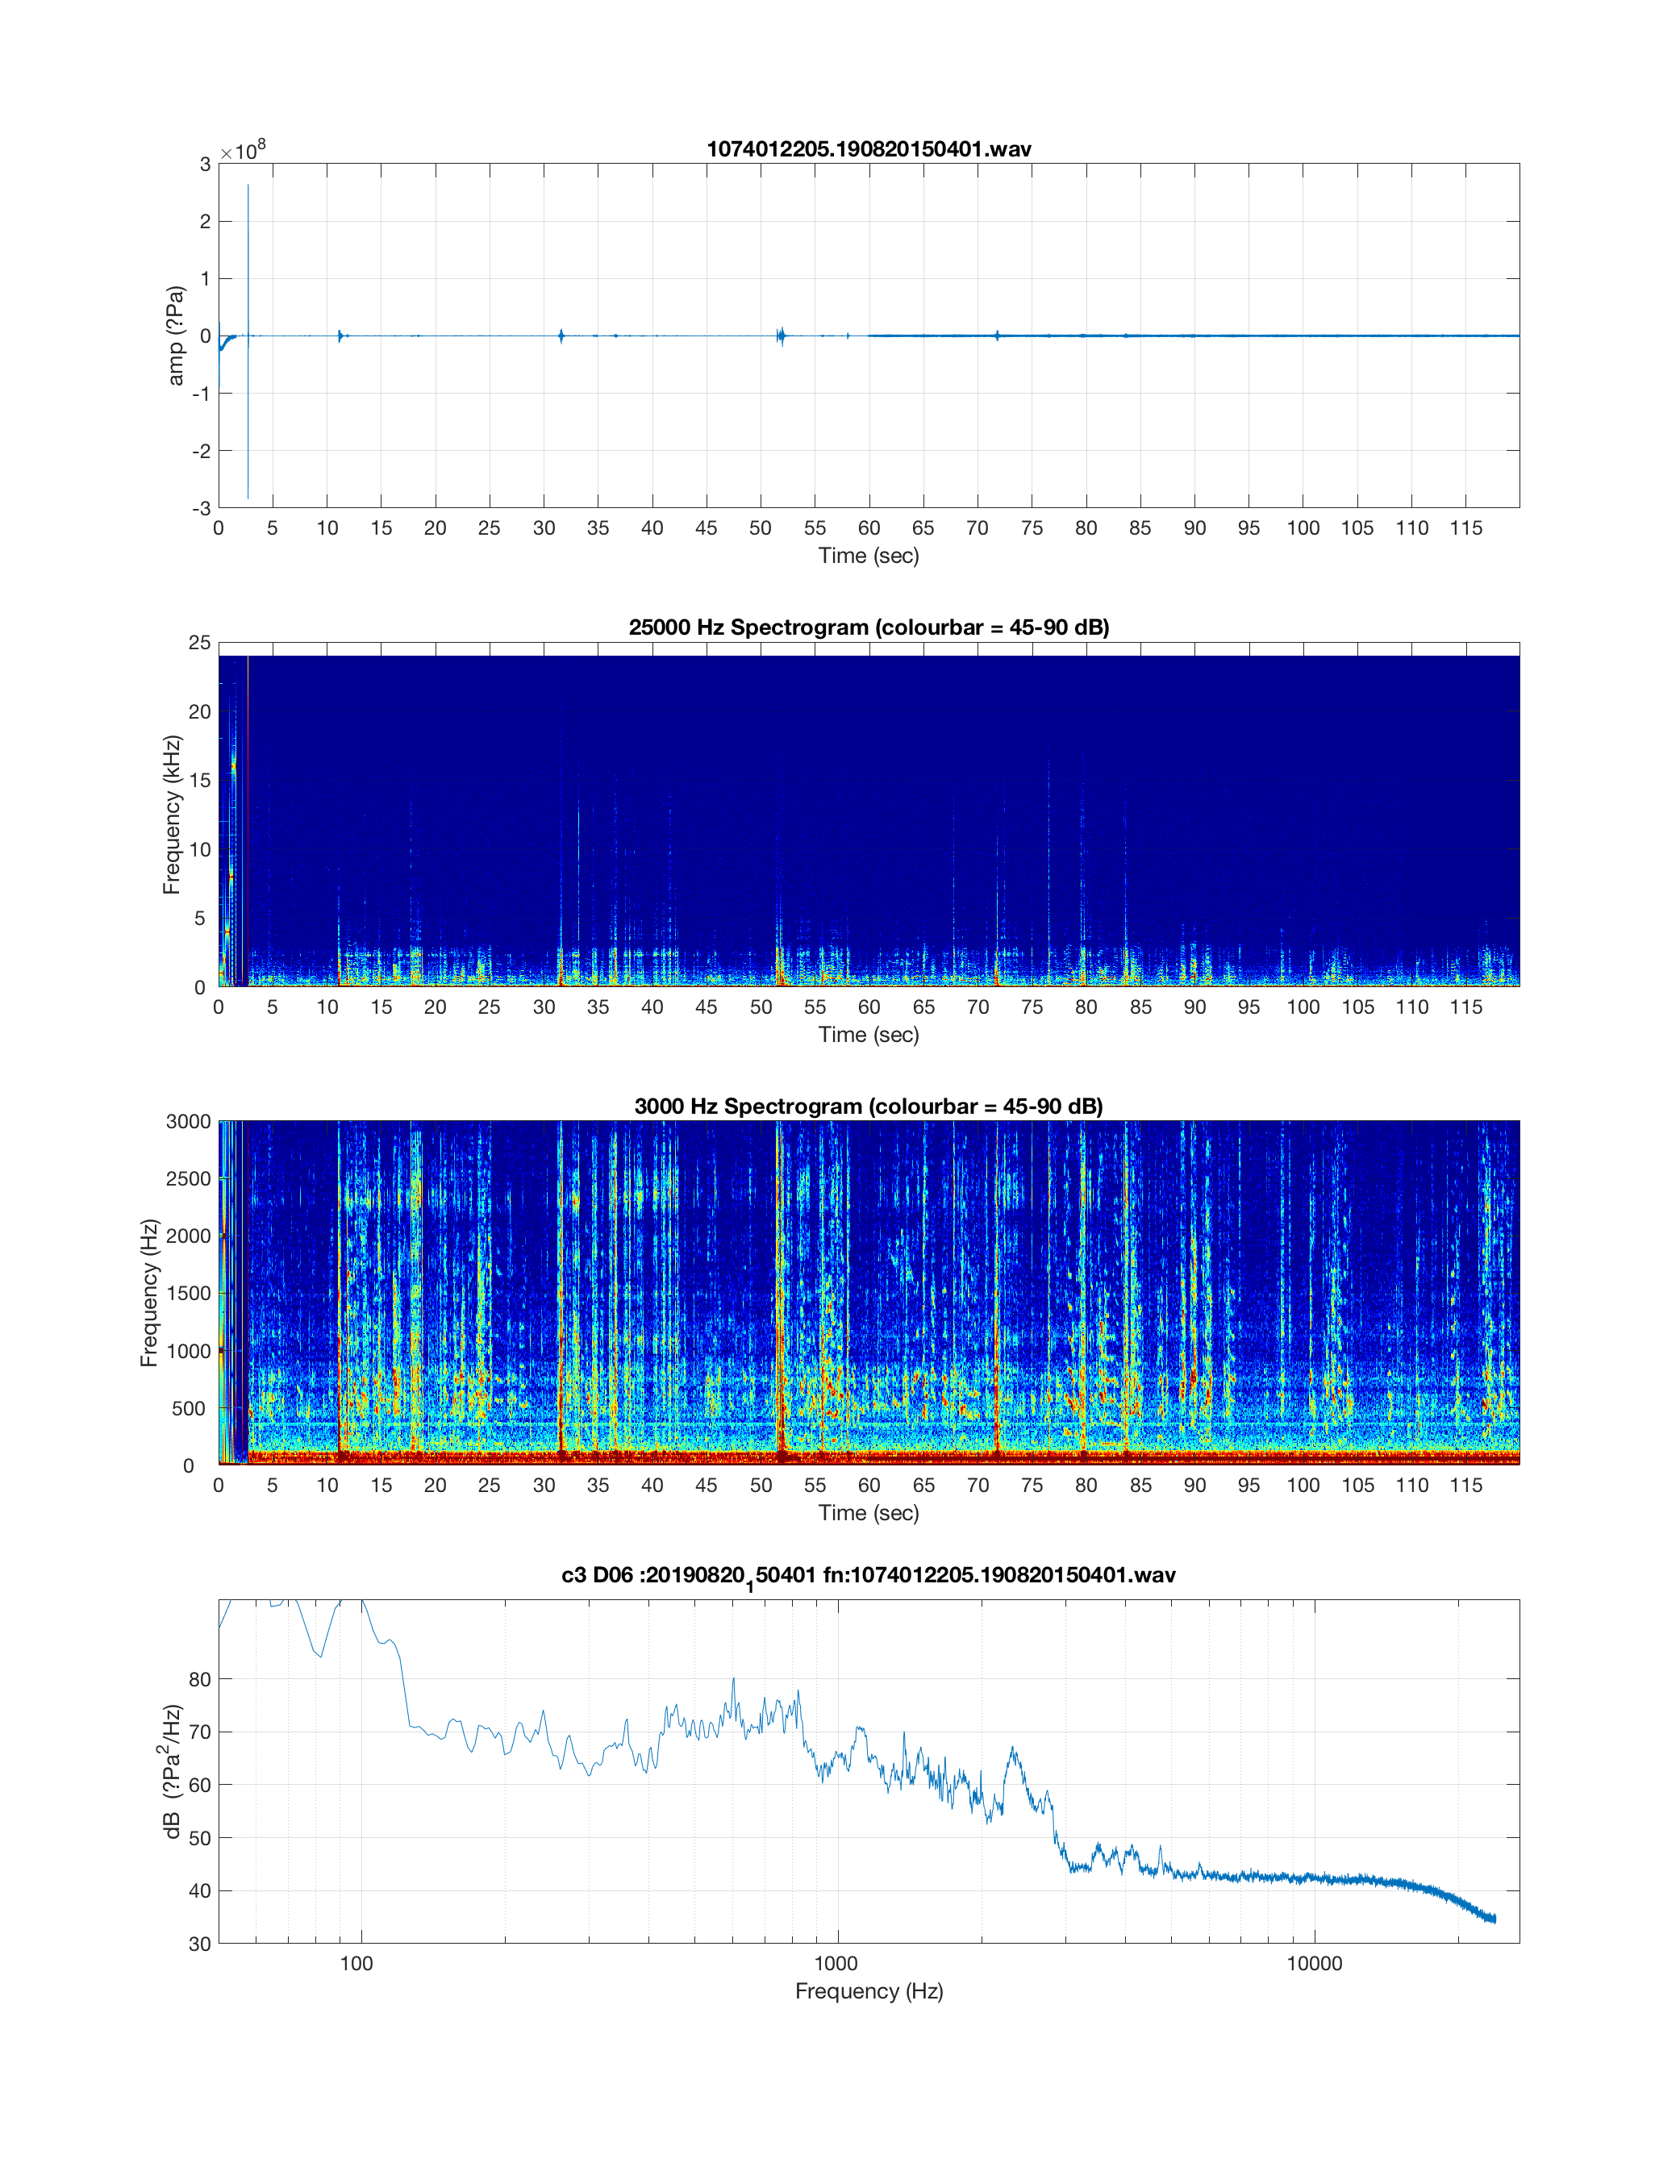 1074012205.190820150401.wav
×10⁸
3
2
1
0
-1
-2
-3
amp (?Pa)
0 5 10 15 20 25 30 35 40 45 50 55 60 65 70 75 80 85 90 95 100 105 110 115
Time (sec)
25000 Hz Spectrogram (colourbar = 45-90 dB)
25
20
15
10
5
0
Frequency (kHz)
0 5 10 15 20 25 30 35 40 45 50 55 60 65 70 75 80 85 90 95 100 105 110 115
Time (sec)
3000 Hz Spectrogram (colourbar = 45-90 dB)
3000
2500
2000
1500
1000
500
0
Frequency (Hz)
0 5 10 15 20 25 30 35 40 45 50 55 60 65 70 75 80 85 90 95 100 105 110 115
Time (sec)
c3 D06 :20190820₁50401 fn:1074012205.190820150401.wav
80
70
60
50
40
30
dB (?Pa²/Hz)
100 1000 10000
Frequency (Hz)